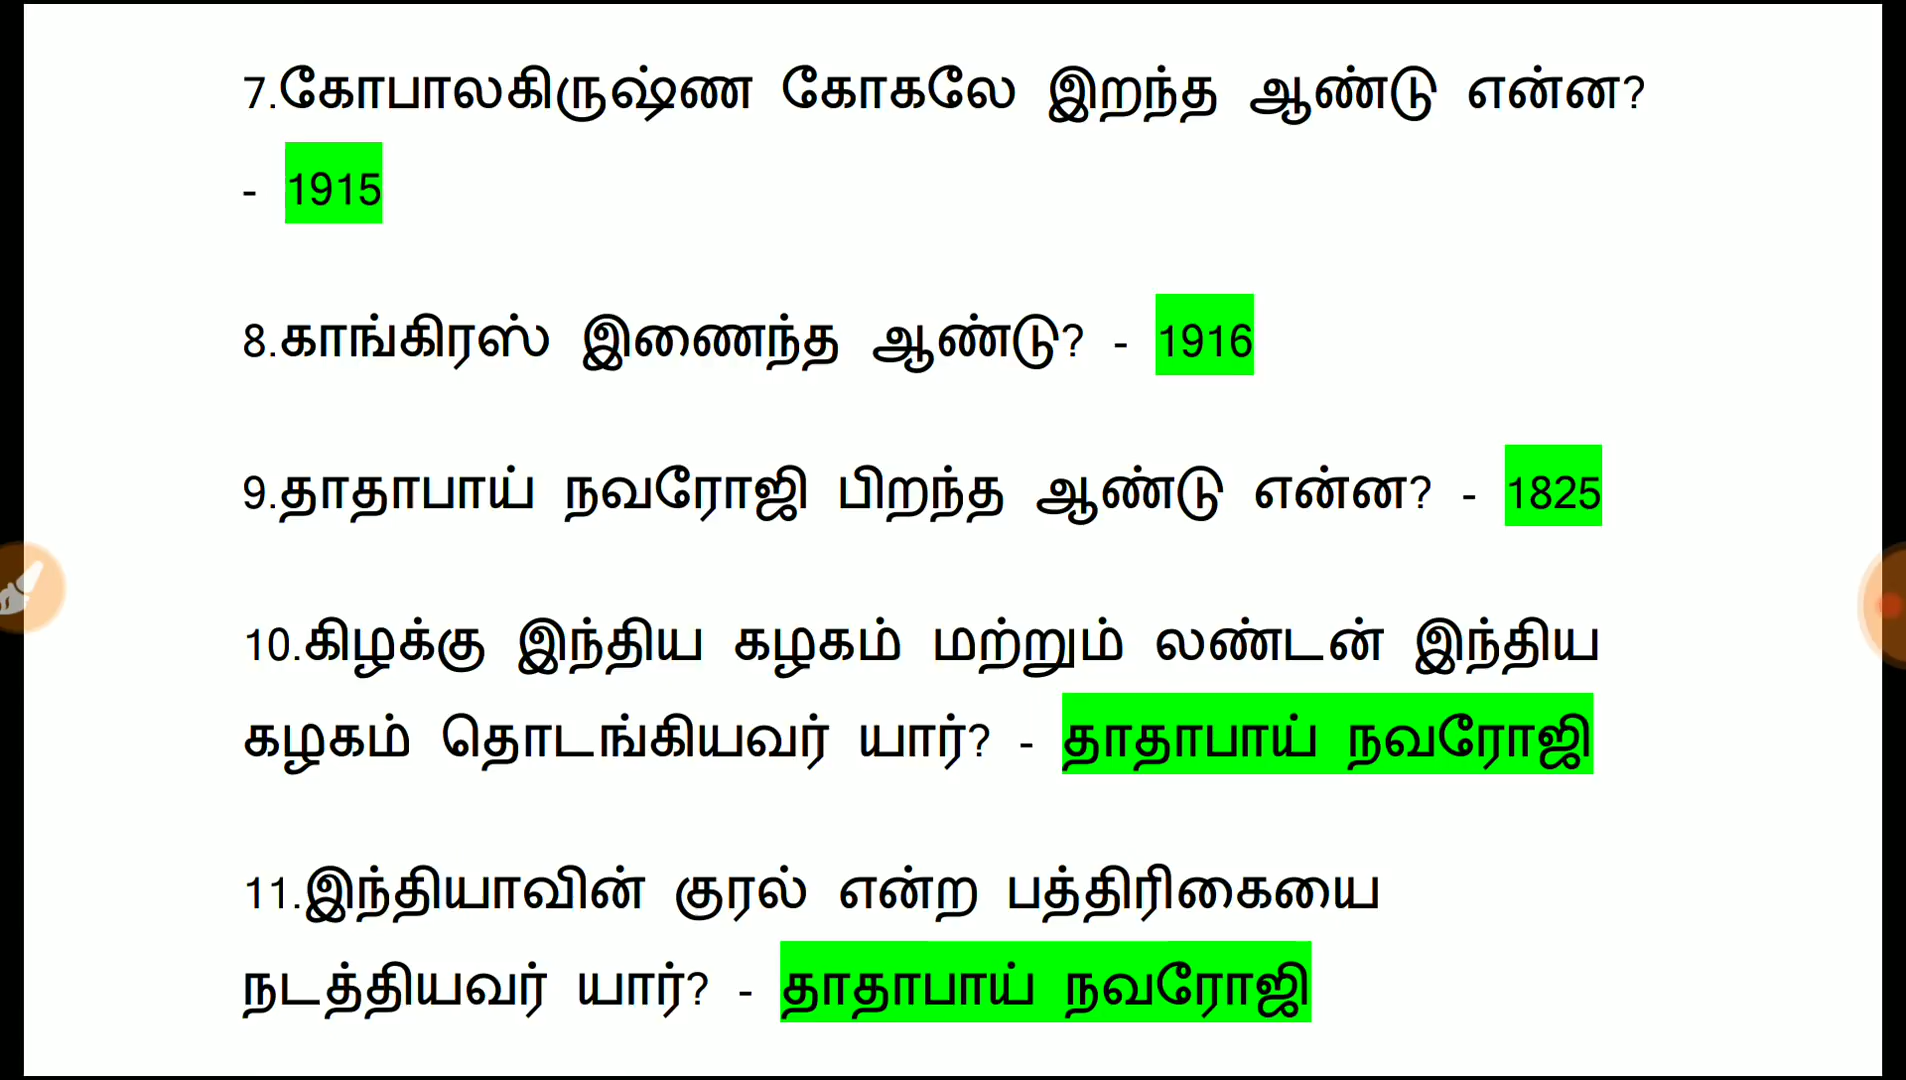 7.கோபாலகிருஷ்ண கோகலே இறந்த ஆண்டு என்ன?
- 1915
8.காங்கிரஸ் இணைந்த ஆண்டு? - 1916
9.தாதாபாய் நவரோஜி பிறந்த ஆண்டு என்ன? - 1825
10.கிழக்கு இந்திய கழகம் மற்றும் லண்டன் இந்திய
கழகம் தொடங்கியவர் யார்? - தாதாபாய் நவரோஜி
11.இந்தியாவின் குரல் என்ற பத்திரிகையை
நடத்தியவர் யார்? - தாதாபாய் நவரோஜி